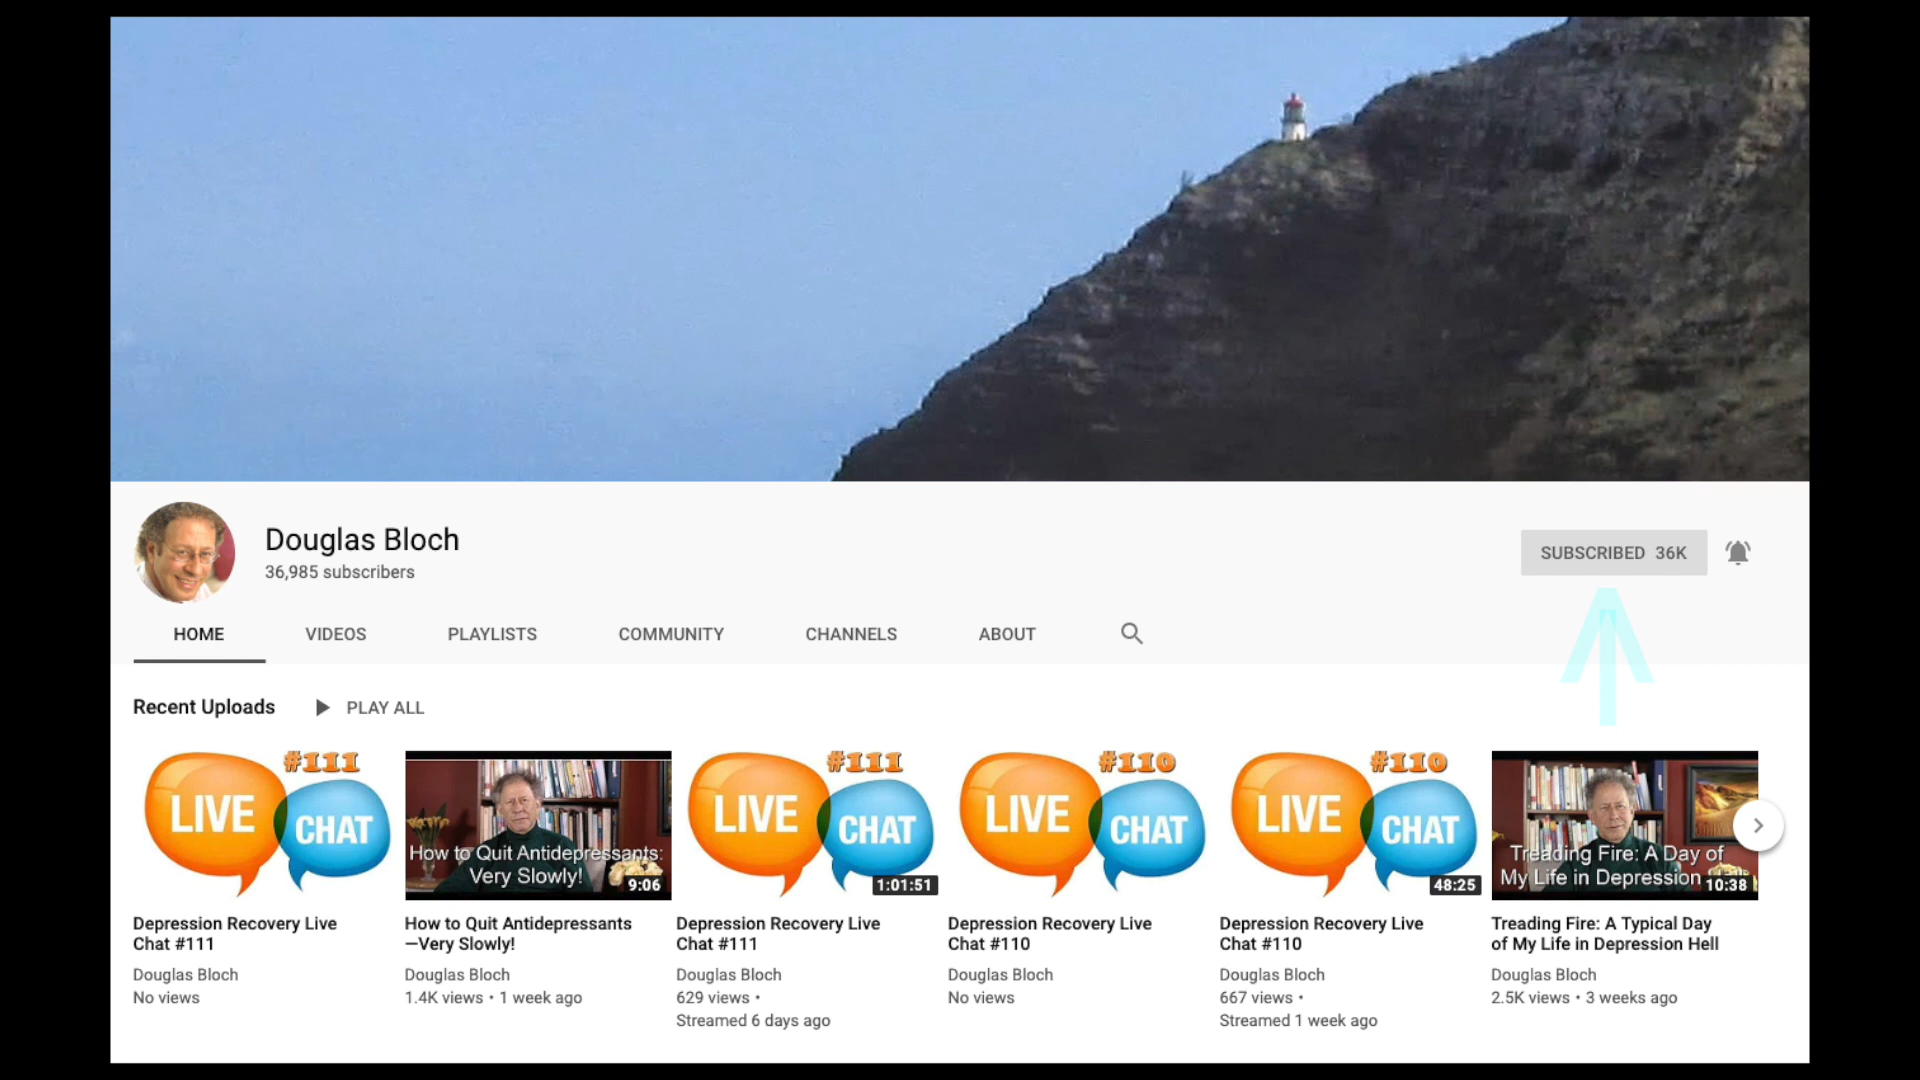 Douglas Bloch
36,985 subscribers
SUBSCRIBED 36K
HOME VIDEOS PLAYLISTS COMMUNITY CHANNELS ABOUT
Recent Uploads PLAY ALL
#111
LIVE
CHAT
Depression Recovery Live
Chat #111
Douglas Bloch
No views
How to Quit Antidepressants:
Very Slowly!
9:06
How to Quit Antidepressants
—Very Slowly!
Douglas Bloch
1.4K views • 1 week ago
#111
LIVE
CHAT
1:01:51
Depression Recovery Live
Chat #111
Douglas Bloch
629 views •
Streamed 6 days ago
#110
LIVE
CHAT
Depression Recovery Live
Chat #110
Douglas Bloch
No views
#110
LIVE
CHAT
48:25
Depression Recovery Live
Chat #110
Douglas Bloch
667 views •
Streamed 1 week ago
Treading Fire: A Day of
My Life in Depression
10:38
Treading Fire: A Typical Day
of My Life in Depression Hell
Douglas Bloch
2.5K views • 3 weeks ago